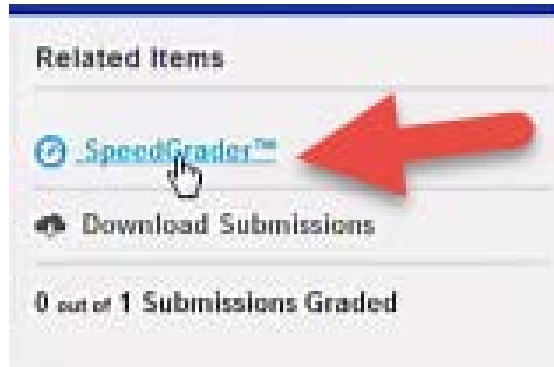 Related Items
SpeedGrader™
Download Submissions
0 out of 1 Submissions Graded